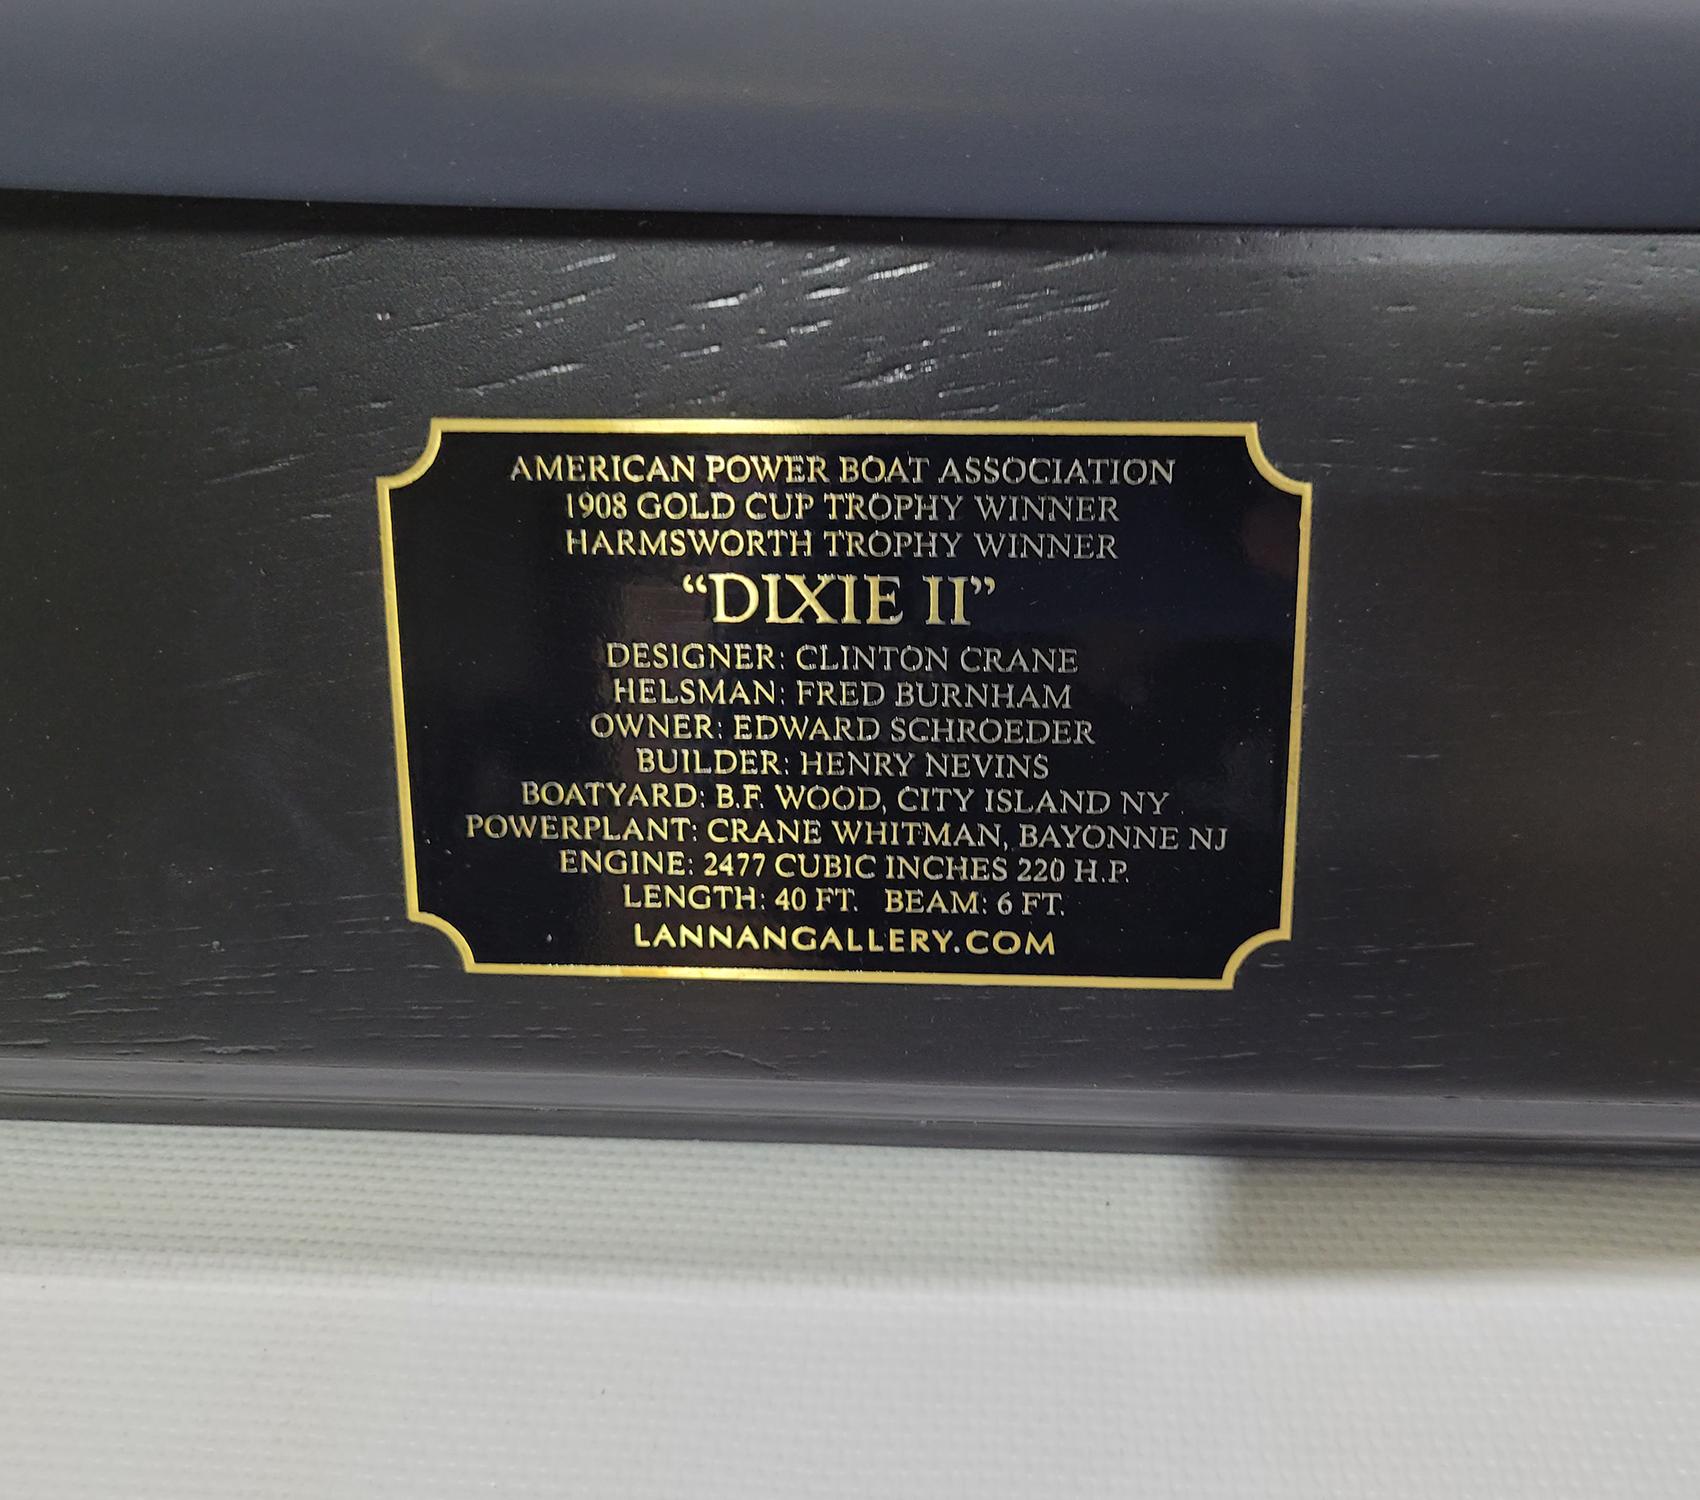 AMERICAN POWER BOAT ASSOCIATION
1908 GOLD CUP TROPHY WINNER
HARMSWORTH TROPHY WINNER
“DIXIE II”
DESIGNER: CLINTON CRANE
HELSMAN: FRED BURNHAM
OWNER: EDWARD SCHROEDER
BUILDER: HENRY NEVINS
BOATYARD: B.F. WOOD, CITY ISLAND NY
POWERPLANT: CRANE WHITMAN, BAYONNE NJ
ENGINE: 2477 CUBIC INCHES 220 H.P.
LENGTH: 40 FT. BEAM: 6 FT.
LANNANGALLERY.COM